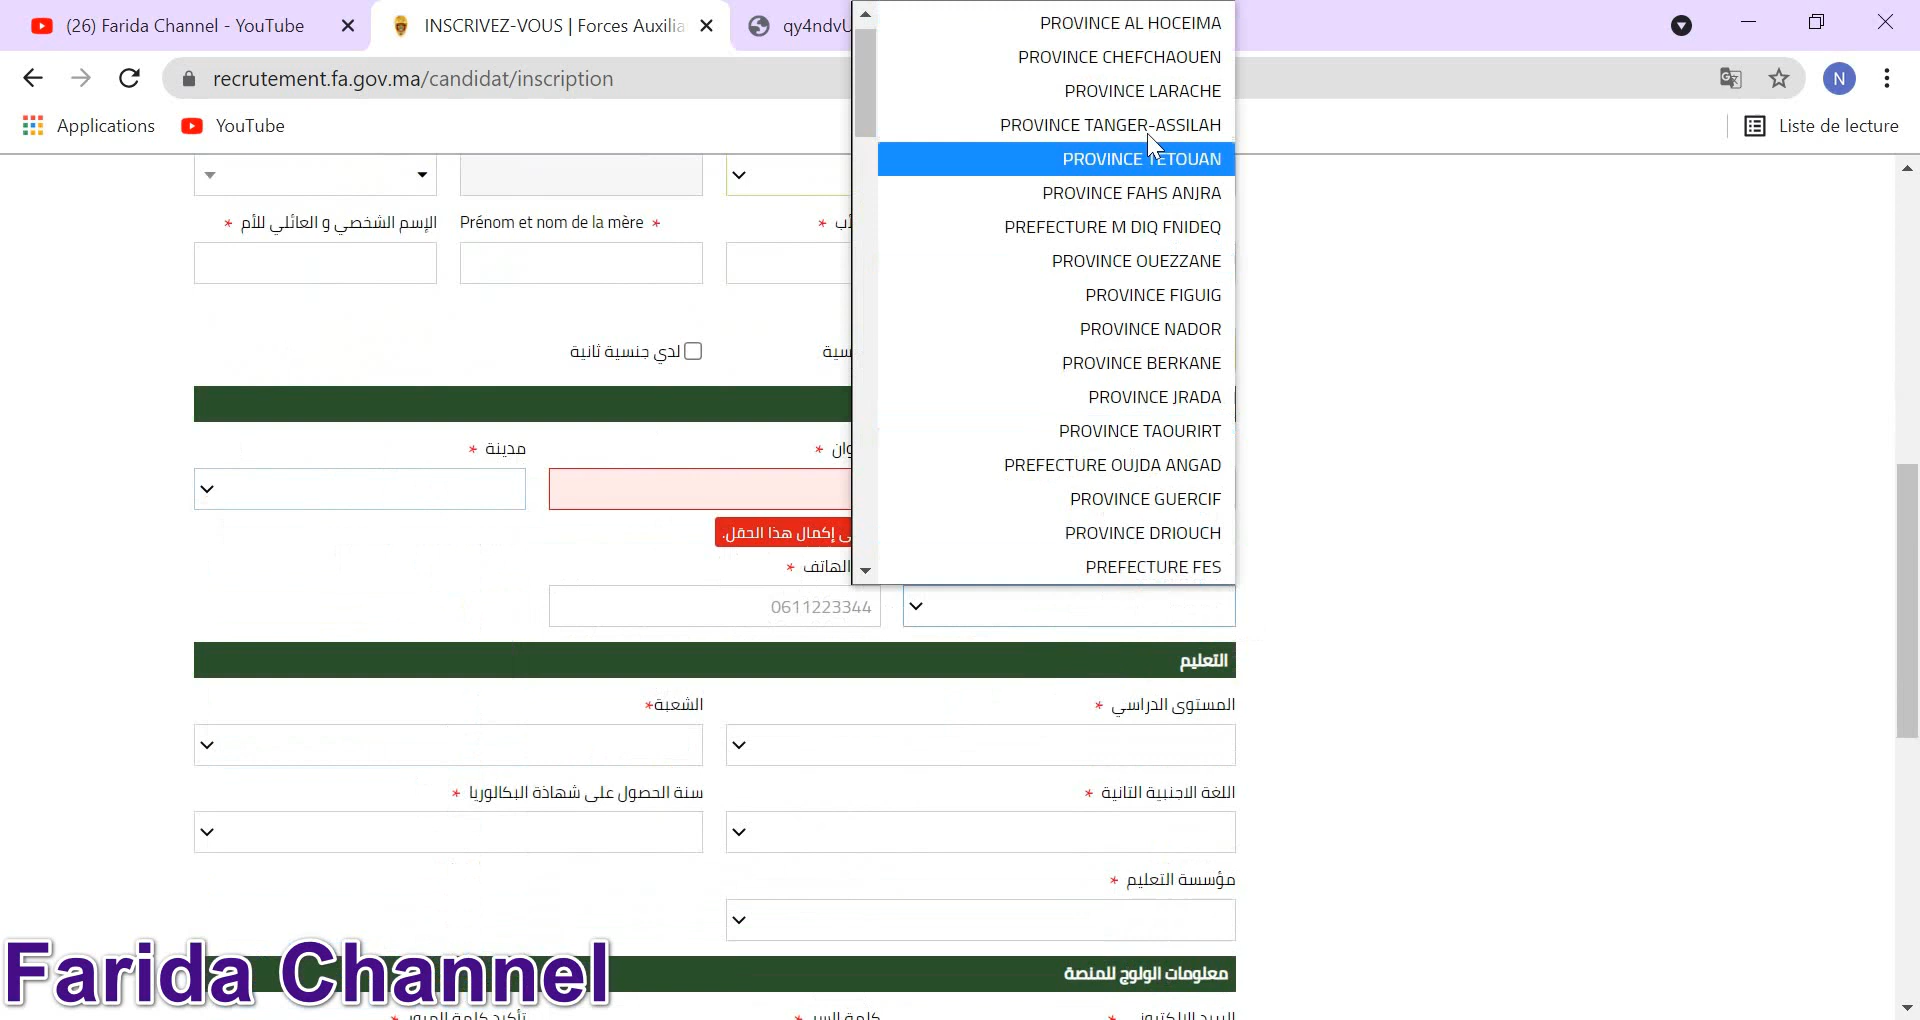 (26) Farida Channel - YouTube
INSCRIVEZ-VOUS | Forces Auxilia
qy4ndvU
recrutement.fa.gov.ma/candidat/inscription
N
Applications
YouTube
Liste de lecture
PROVINCE AL HOCEIMA
PROVINCE CHEFCHAOUEN
PROVINCE LARACHE
PROVINCE TANGER-ASSILAH
PROVINCE TETOUAN
PROVINCE FAHS ANJRA
PREFECTURE M DIQ FNIDEQ
PROVINCE OUEZZANE
PROVINCE FIGUIG
PROVINCE NADOR
PROVINCE BERKANE
PROVINCE JRADA
PROVINCE TAOURIRT
PREFECTURE OUJDA ANGAD
PROVINCE GUERCIF
PROVINCE DRIOUCH
PREFECTURE FES
Prénom et nom de la mère *
الإسم الشخصي و العائلي للأم *
لدي جنسية ثانية
مدينة *
إكمال هذا الحقل.
الهاتف *
0611223344
التعليم
المستوى الدراسي *
الشعبة*
اللغة الاجنبية التانية *
سنة الحصول على شهاذة البكالوريا *
مؤسسة التعليم *
معلومات الولوج للمنصة
Farida Channel